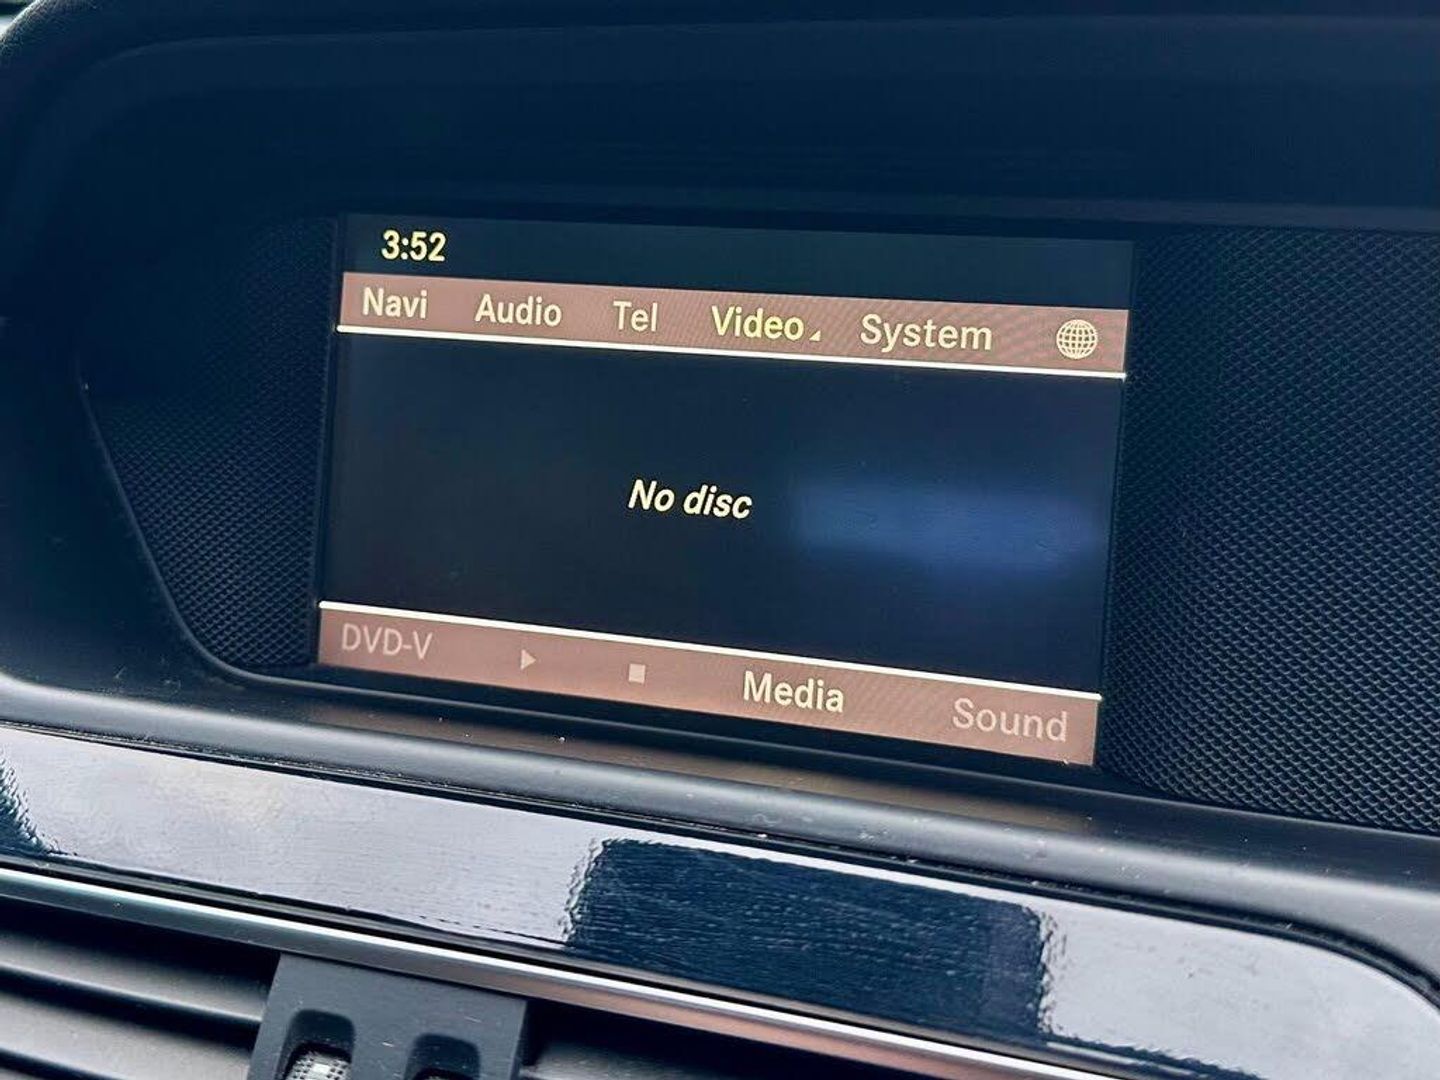 3:52
Navi Audio Tel Video System
No disc
DVD-V Media Sound